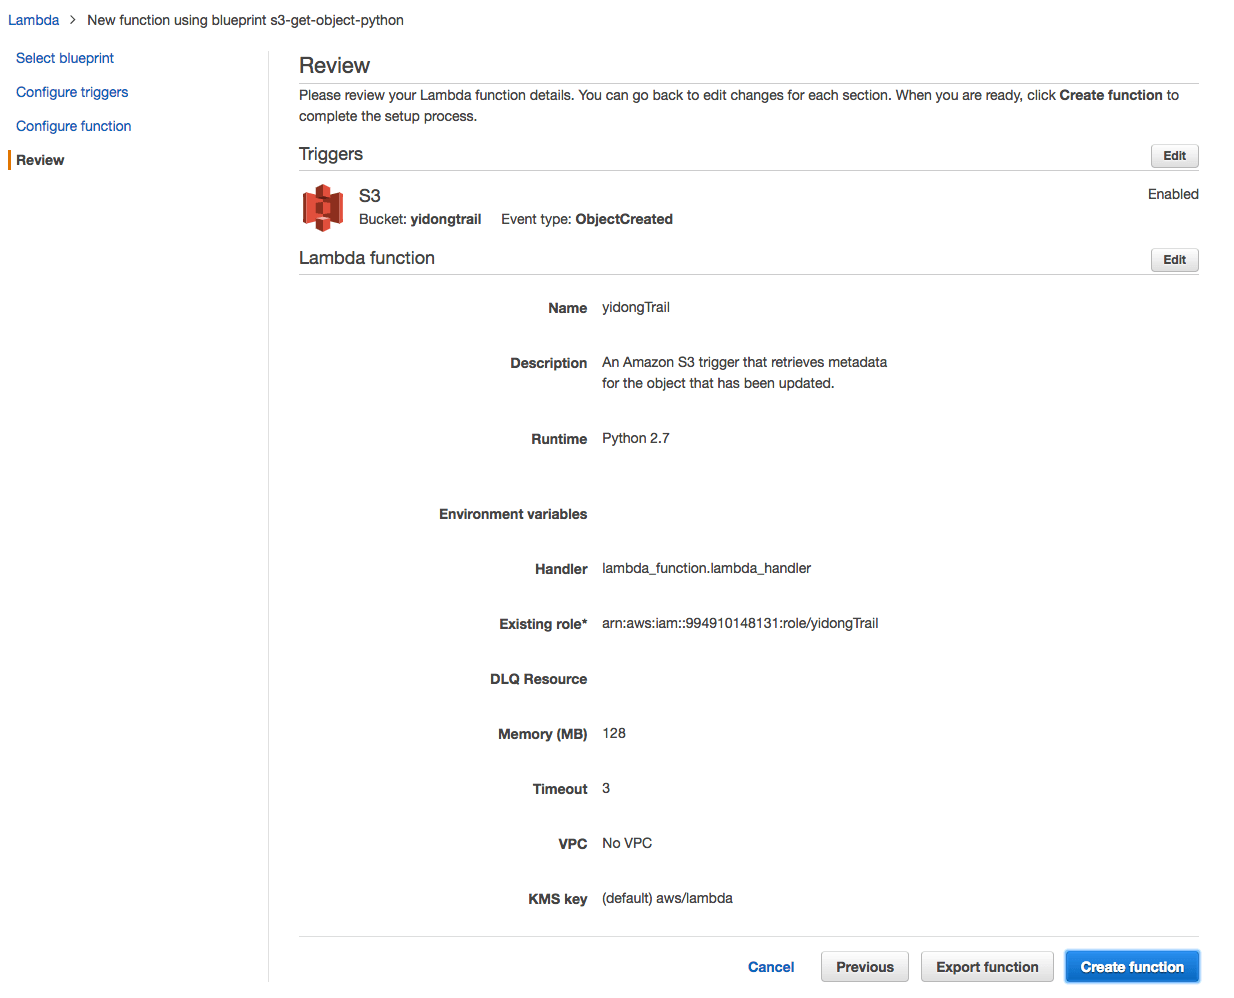 Lambda > New function using blueprint s3-get-object-python
Select blueprint
Configure triggers
Configure function
Review
Review
Please review your Lambda function details. You can go back to edit changes for each section. When you are ready, click Create function to
complete the setup process.
Triggers
Edit
S3
Enabled
Bucket: yidongtrail Event type: ObjectCreated
Lambda function
Edit
Name yidongTrail
Description An Amazon S3 trigger that retrieves metadata
for the object that has been updated.
Runtime Python 2.7
Environment variables
Handler lambda_function.lambda_handler
Existing role* arn:aws:iam::994910148131:role/yidongTrail
DLQ Resource
Memory (MB) 128
Timeout 3
VPC No VPC
KMS key (default) aws/lambda
Cancel Previous Export function Create function